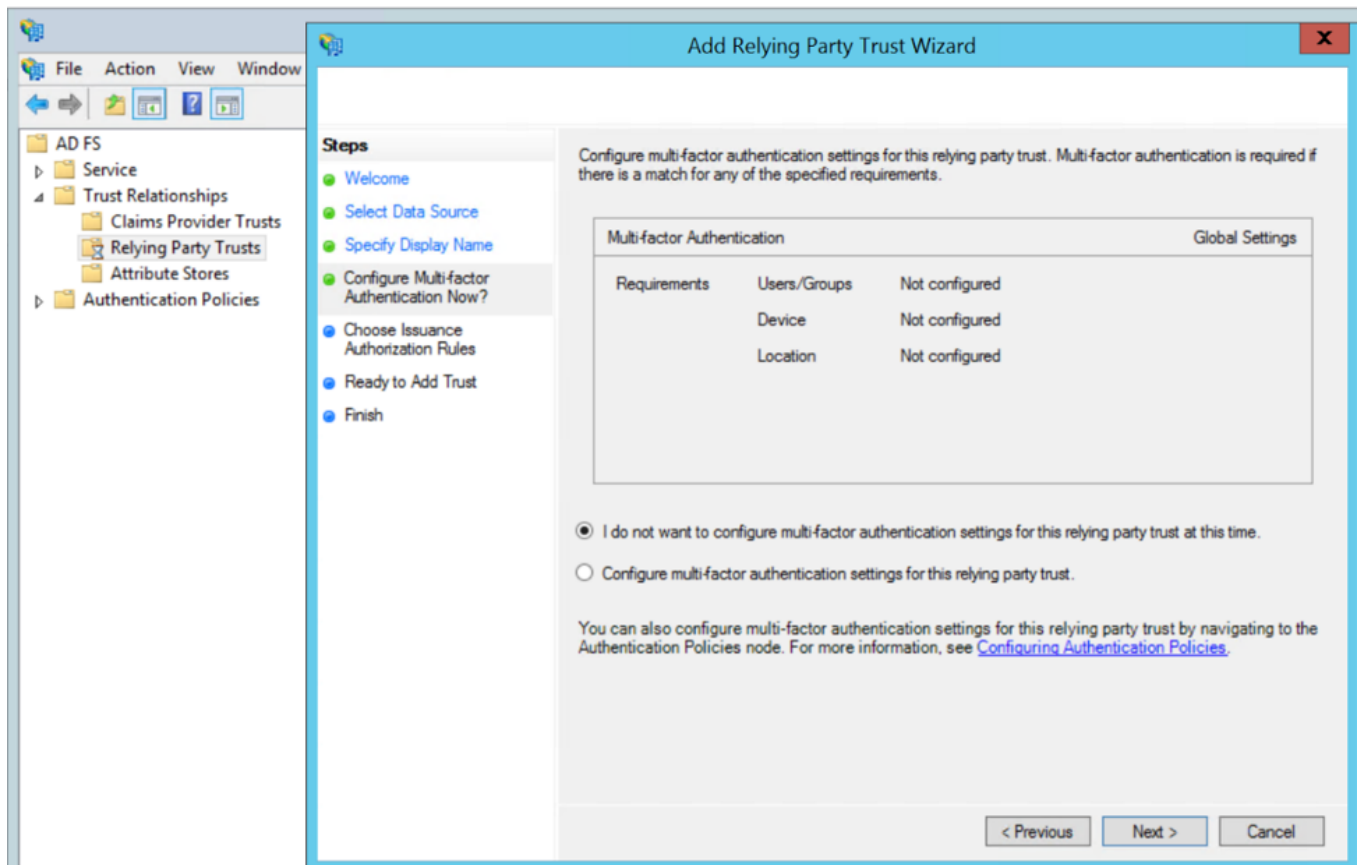 Add Relying Party Trust Wizard
X
File Action View Window
AD FS
Service
Trust Relationships
Claims Provider Trusts
Relying Party Trusts
Attribute Stores
Authentication Policies
Steps
Welcome
Select Data Source
Specify Display Name
Configure Multi-factor
Authentication Now?
Choose Issuance
Authorization Rules
Ready to Add Trust
Finish
Configure multi-factor authentication settings for this relying party trust. Multi-factor authentication is required if
there is a match for any of the specified requirements.
Multi-factor Authentication Global Settings
Requirements Users/Groups Not configured
Device Not configured
Location Not configured
I do not want to configure multi-factor authentication settings for this relying party trust at this time.
Configure multi-factor authentication settings for this relying party trust.
You can also configure multi-factor authentication settings for this relying party trust by navigating to the
Authentication Policies node. For more information, see Configuring Authentication Policies.
< Previous Next > Cancel